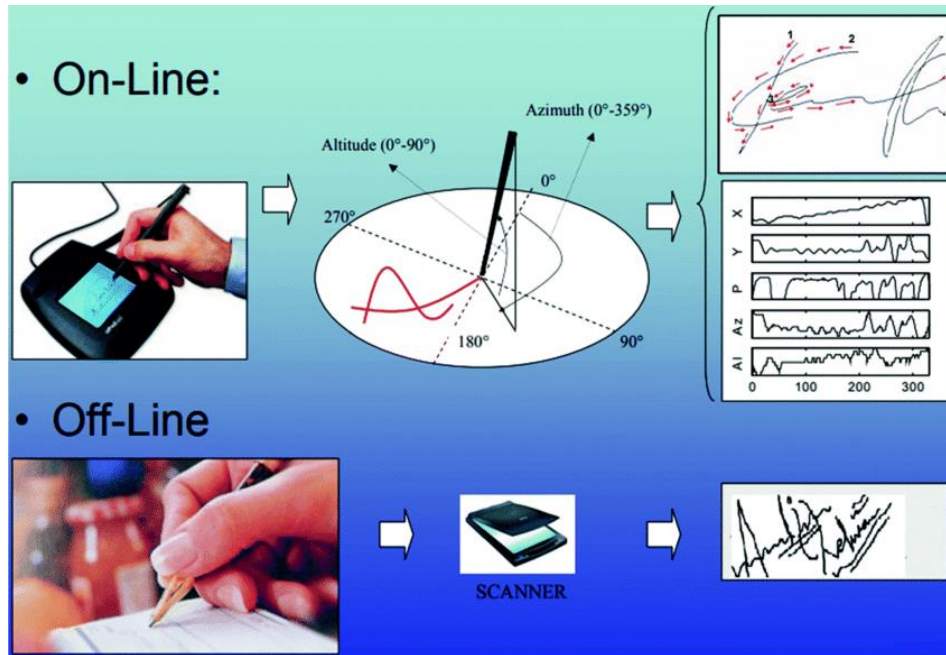 • On-Line:
Altitude (0°-90°)
Azimuth (0°-359°)
0°
270°
180°
90°
1
2
3
X
Y
P
Az
Al
0 100 200 300
• Off-Line
SCANNER